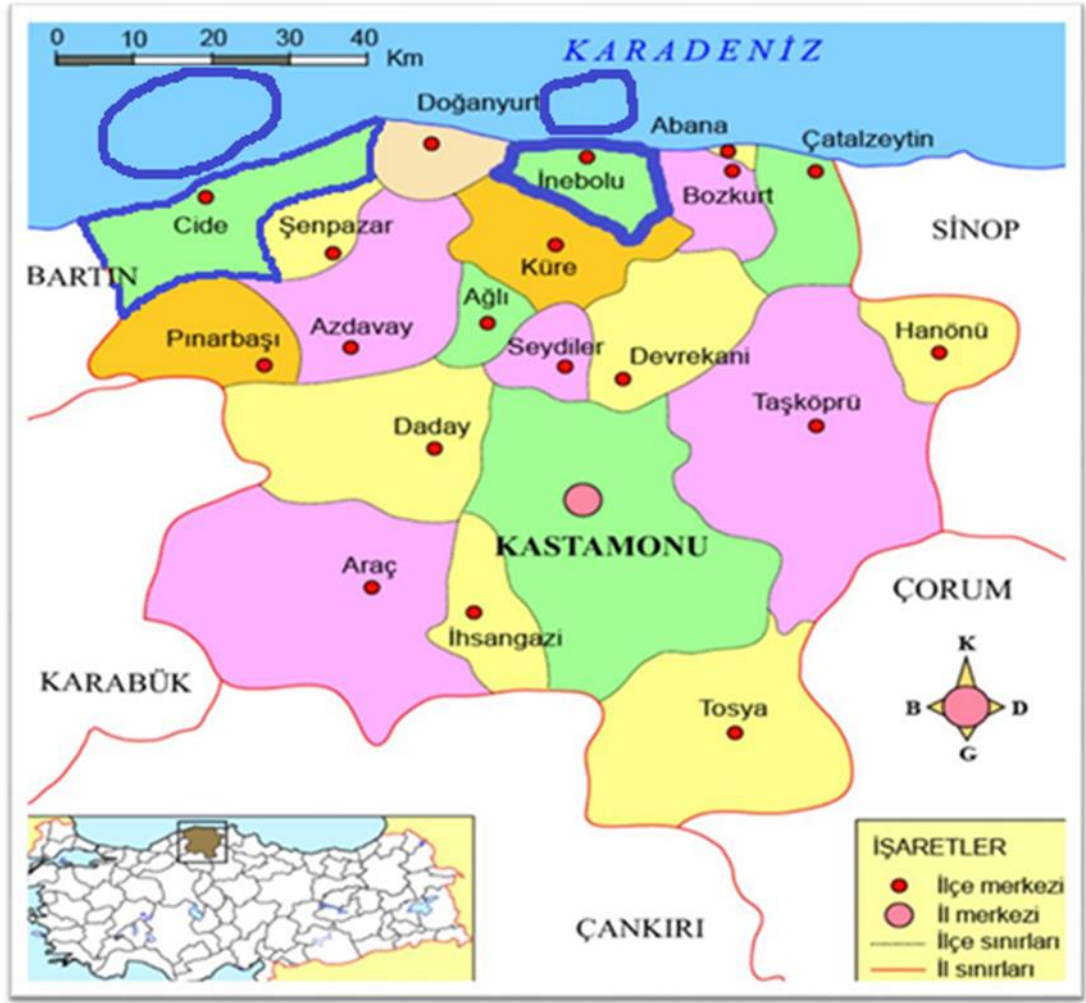 0 10 20 30 40 Km
KARADENİZ
Doğanyurt
Abana
Çatalzeytin
İnebolu
Bozkurt
Cide
Şenpazar
SİNOP
BARTIN
Küre
Ağlı
Pınarbaşı
Azdavay
Seydiler
Devrekani
Hanönü
Daday
Taşköprü
KASTAMONU
Araç
ÇORUM
İhsangazi
K
KARABÜK
Tosya
B D
G
İŞARETLER
İlçe merkezi
İl merkezi
İlçe sınırları
İl sınırları
ÇANKIRI